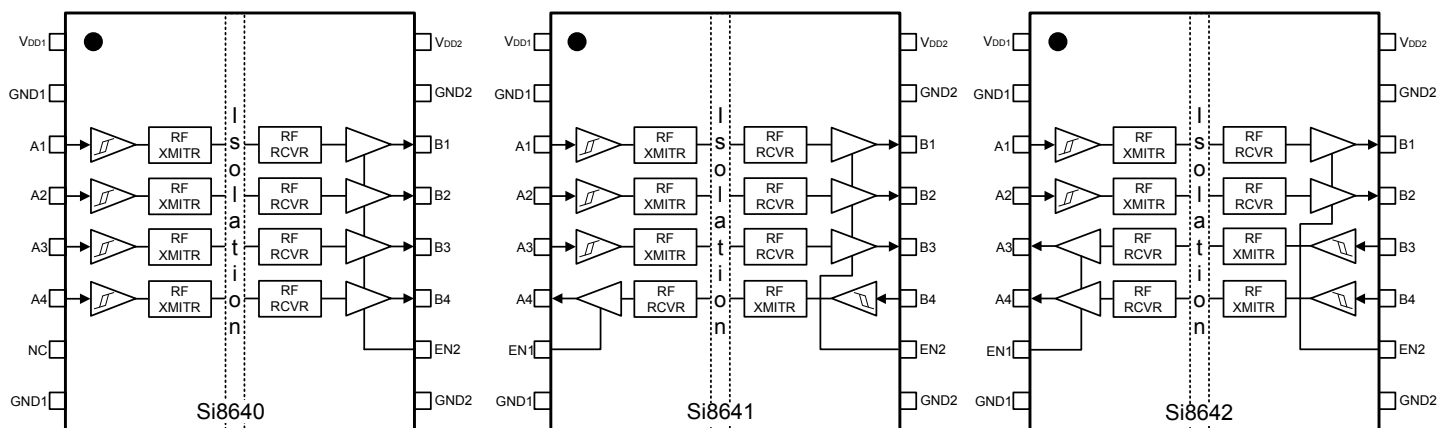 VDD1
GND1
A1
A2
A3
A4
NC
GND1
RF XMITR
RF XMITR
RF XMITR
RF XMITR
Isolation
RF RCVR
RF RCVR
RF RCVR
RF RCVR
VDD2
GND2
B1
B2
B3
B4
EN2
GND2
Si8640
VDD1
GND1
A1
A2
A3
A4
EN1
GND1
RF XMITR
RF XMITR
RF XMITR
RF RCVR
Isolation
RF RCVR
RF RCVR
RF RCVR
RF XMITR
VDD2
GND2
B1
B2
B3
B4
EN2
GND2
Si8641
VDD1
GND1
A1
A2
A3
A4
EN1
GND1
RF XMITR
RF XMITR
RF RCVR
RF RCVR
Isolation
RF RCVR
RF RCVR
RF XMITR
RF XMITR
VDD2
GND2
B1
B2
B3
B4
EN2
GND2
Si8642